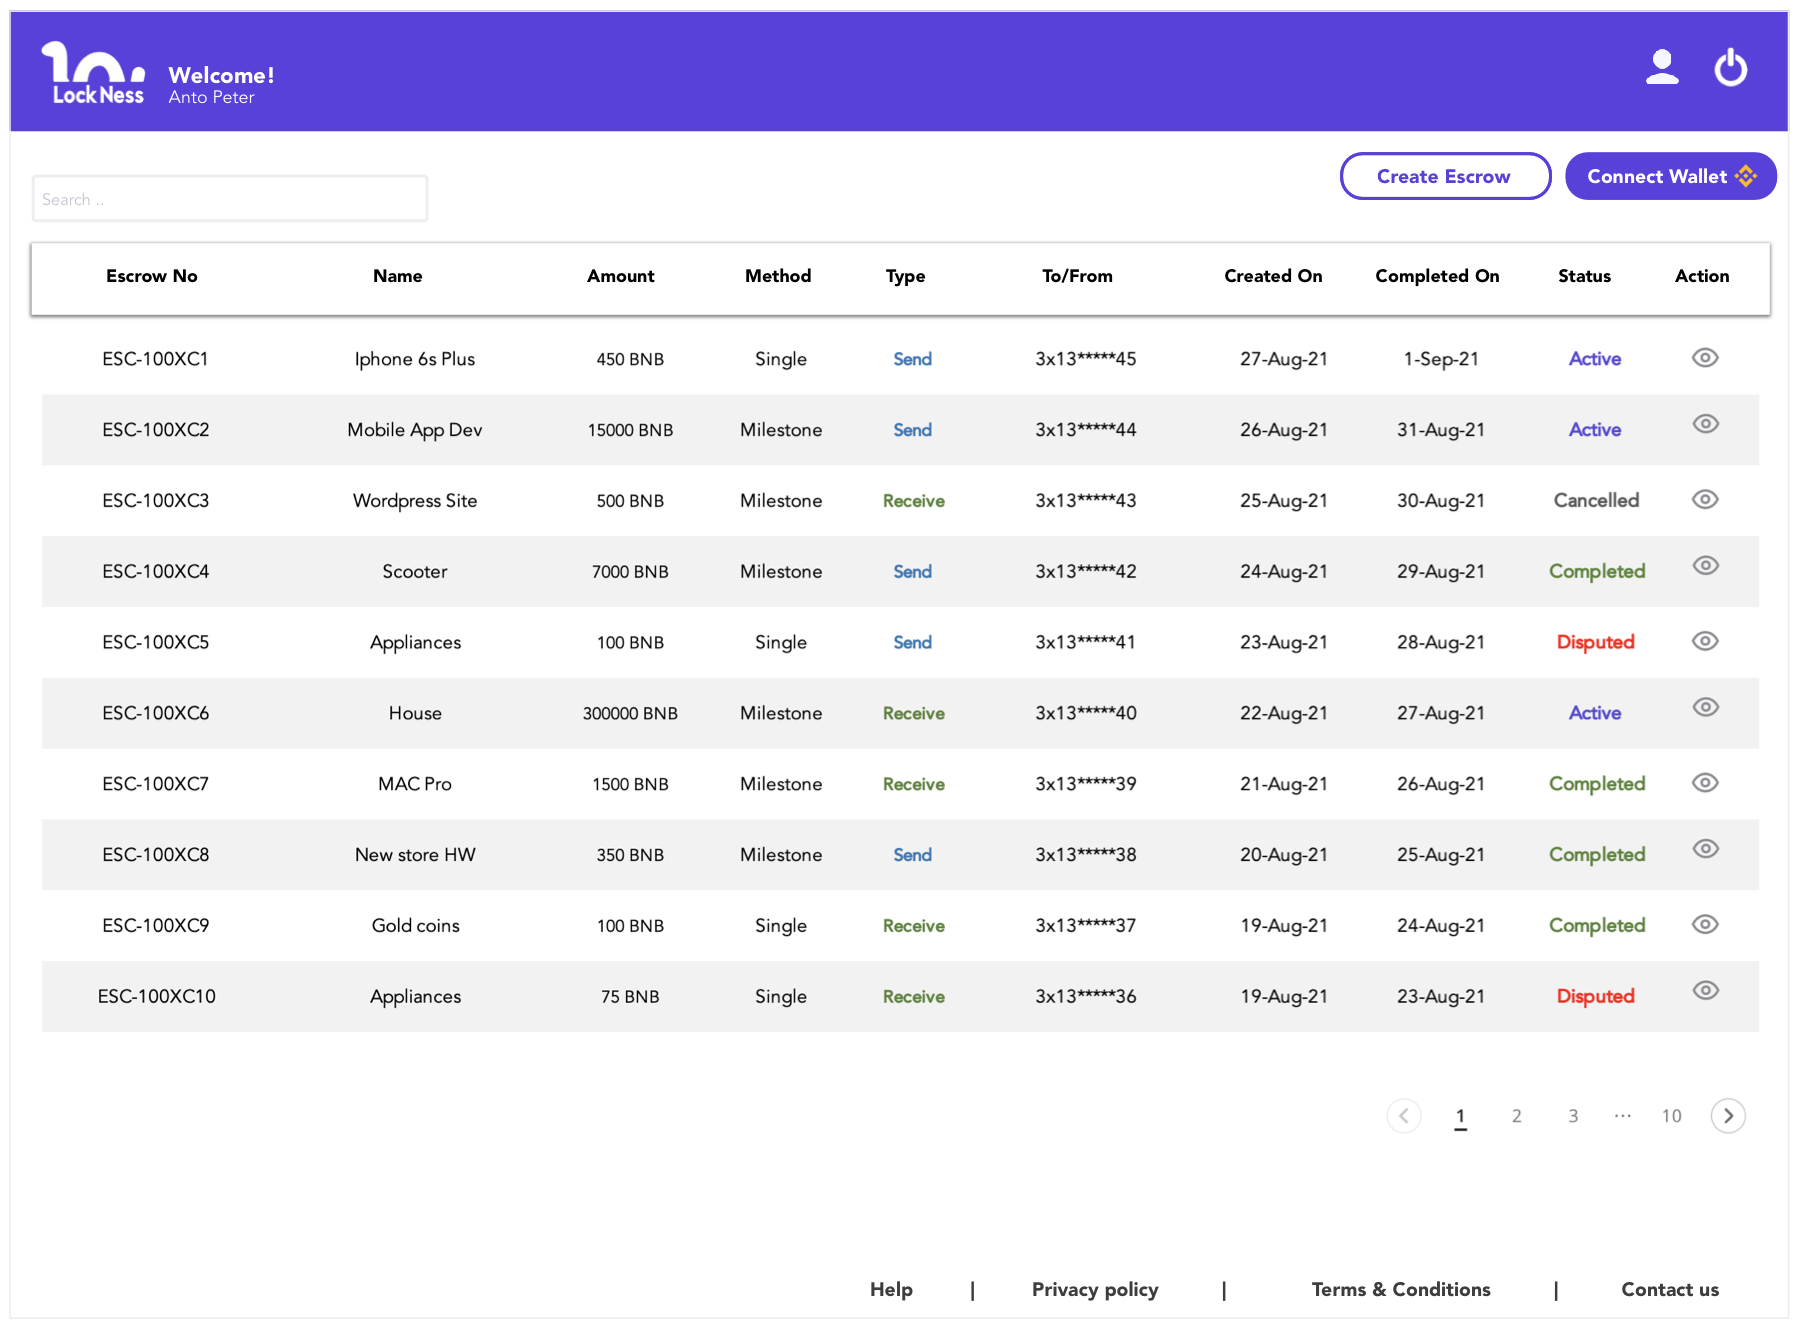 Lock Ness
Welcome!
Anto Peter
Create Escrow
Connect Wallet
Search ..
Escrow No Name Amount Method Type To/From Created On Completed On Status Action
ESC-100XC1 Iphone 6s Plus 450 BNB Single Send 3x13*****45 27-Aug-21 1-Sep-21 Active
ESC-100XC2 Mobile App Dev 15000 BNB Milestone Send 3x13*****44 26-Aug-21 31-Aug-21 Active
ESC-100XC3 Wordpress Site 500 BNB Milestone Receive 3x13*****43 25-Aug-21 30-Aug-21 Cancelled
ESC-100XC4 Scooter 7000 BNB Milestone Send 3x13*****42 24-Aug-21 29-Aug-21 Completed
ESC-100XC5 Appliances 100 BNB Single Send 3x13*****41 23-Aug-21 28-Aug-21 Disputed
ESC-100XC6 House 300000 BNB Milestone Receive 3x13*****40 22-Aug-21 27-Aug-21 Active
ESC-100XC7 MAC Pro 1500 BNB Milestone Receive 3x13*****39 21-Aug-21 26-Aug-21 Completed
ESC-100XC8 New store HW 350 BNB Milestone Send 3x13*****38 20-Aug-21 25-Aug-21 Completed
ESC-100XC9 Gold coins 100 BNB Single Receive 3x13*****37 19-Aug-21 24-Aug-21 Completed
ESC-100XC10 Appliances 75 BNB Single Receive 3x13*****36 19-Aug-21 23-Aug-21 Disputed
1 2 3 ... 10
Help | Privacy policy | Terms & Conditions | Contact us